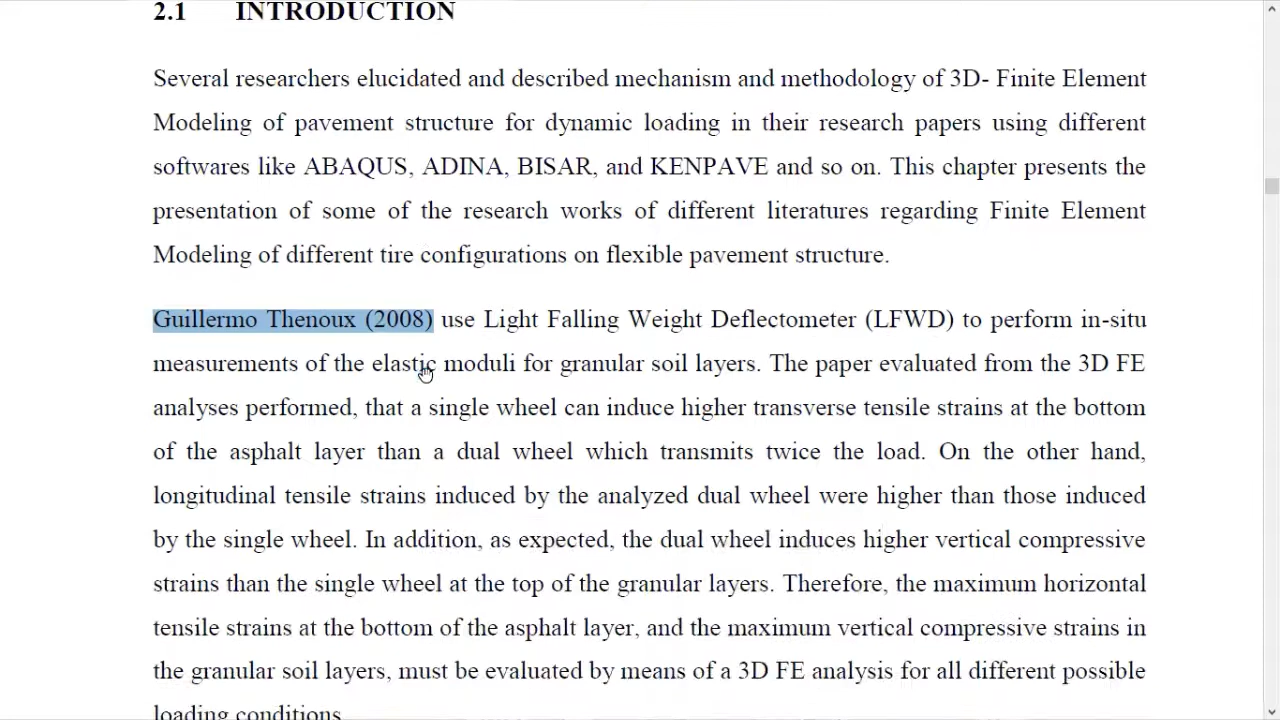 2.1 INTRODUCTION
Several researchers elucidated and described mechanism and methodology of 3D- Finite Element
Modeling of pavement structure for dynamic loading in their research papers using different
softwares like ABAQUS, ADINA, BISAR, and KENPAVE and so on. This chapter presents the
presentation of some of the research works of different literatures regarding Finite Element
Modeling of different tire configurations on flexible pavement structure.
Guillermo Thenoux (2008) use Light Falling Weight Deflectometer (LFWD) to perform in-situ
measurements of the elastic moduli for granular soil layers. The paper evaluated from the 3D FE
analyses performed, that a single wheel can induce higher transverse tensile strains at the bottom
of the asphalt layer than a dual wheel which transmits twice the load. On the other hand,
longitudinal tensile strains induced by the analyzed dual wheel were higher than those induced
by the single wheel. In addition, as expected, the dual wheel induces higher vertical compressive
strains than the single wheel at the top of the granular layers. Therefore, the maximum horizontal
tensile strains at the bottom of the asphalt layer, and the maximum vertical compressive strains in
the granular soil layers, must be evaluated by means of a 3D FE analysis for all different possible
loading conditions.